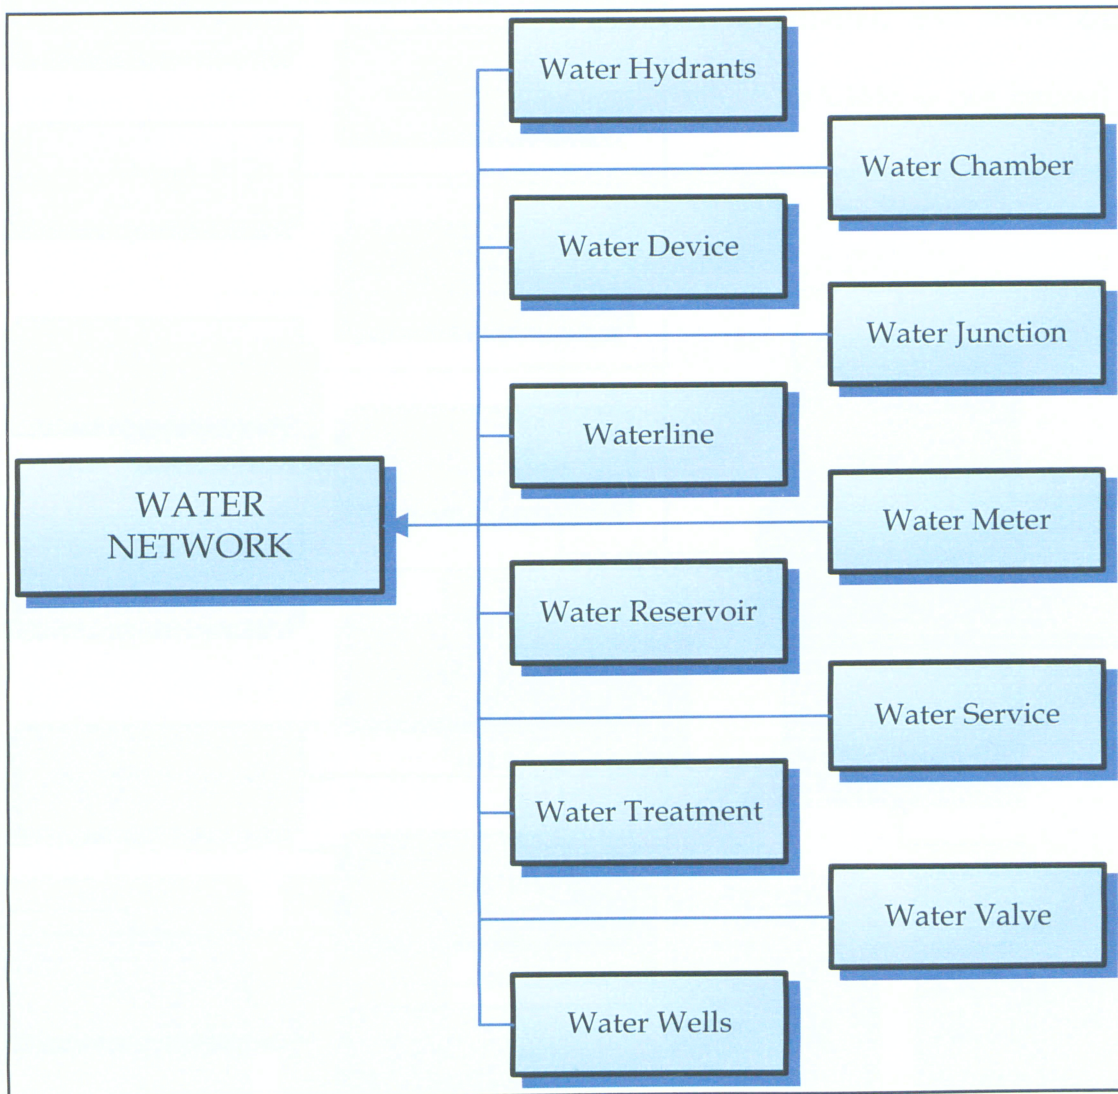 Water Hydrants
Water Chamber
Water Device
Water Junction
Waterline
WATER
NETWORK
Water Meter
Water Reservoir
Water Service
Water Treatment
Water Valve
Water Wells